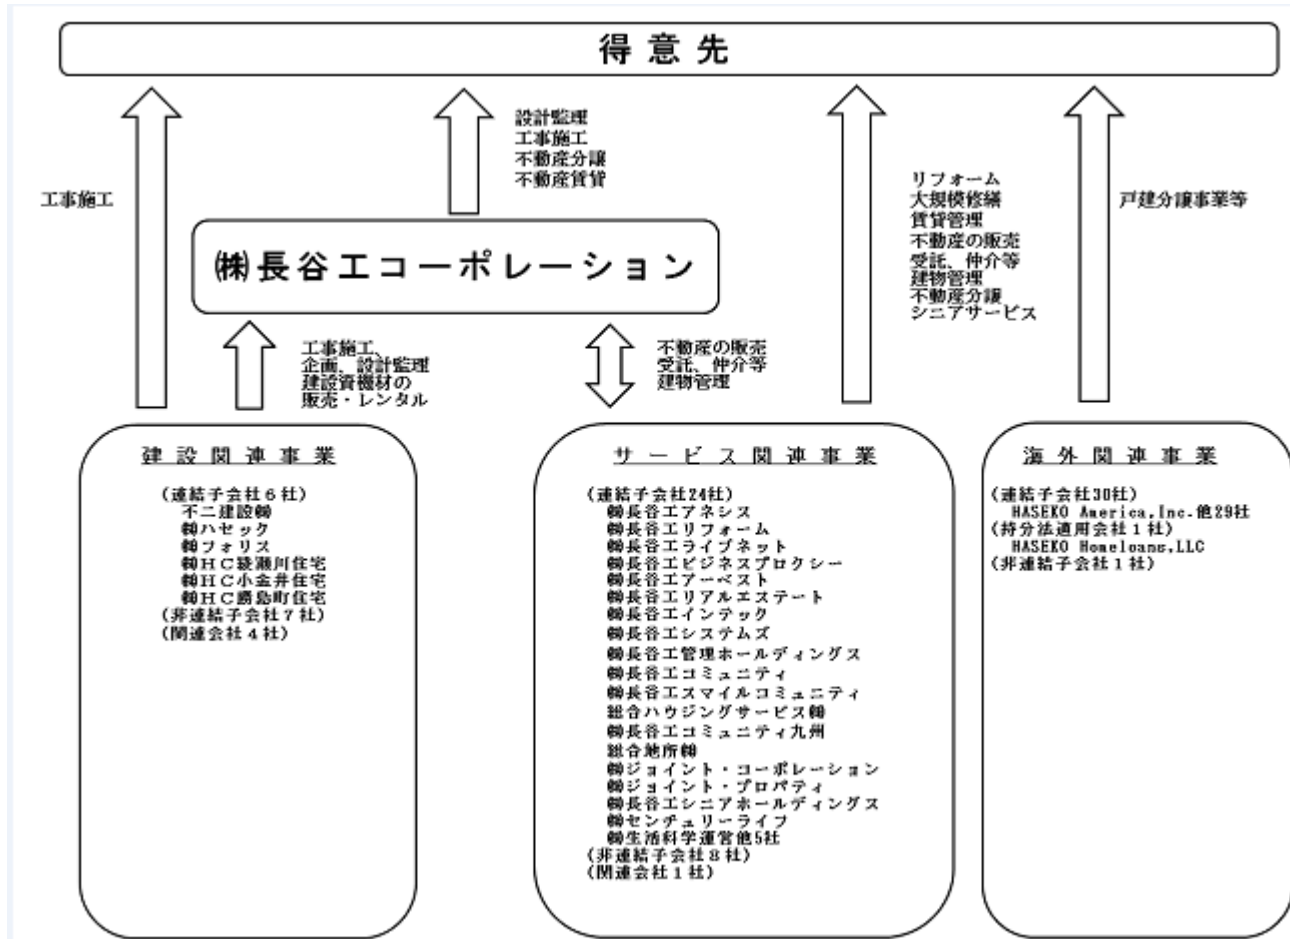 得意先
工事施工
設計監理
工事施工
不動産分譲
不動産賃貸
リフォーム
大規模修繕
賃貸管理
不動産の販売
受託、仲介等
建物管理
不動産分譲
シニアサービス
戸建分譲事業等
㈱長谷工コーポレーション
工事施工、
企画、設計監理
建設資機材の
販売・レンタル
不動産の販売
受託、仲介等
建物管理
建設関連事業
(連結子会社6社)
不二建設㈱
㈱ハセック
㈱フォリス
㈱HC綾瀬川住宅
㈱HC小金井住宅
㈱HC勝島町住宅
(非連結子会社7社)
(関連会社4社)
サービス関連事業
(連結子会社24社)
㈱長谷工アネシス
㈱長谷工リフォーム
㈱長谷工ライブネット
㈱長谷工ビジネスプロクシー
㈱長谷工アーベスト
㈱長谷工リアルエステート
㈱長谷工インテック
㈱長谷工システムズ
㈱長谷工管理ホールディングス
㈱長谷工コミュニティ
㈱長谷工スマイルコミュニティ
総合ハウジングサービス㈱
㈱長谷工コミュニティ九州
総合地所㈱
㈱ジョイント・コーポレーション
㈱ジョイント・プロパティ
㈱長谷工シニアホールディングス
㈱センチュリーライフ
㈱生活科学運営他5社
(非連結子会社8社)
(関連会社1社)
海外関連事業
(連結子会社30社)
HASEKO America,Inc.他29社
(持分法適用会社1社)
HASEKO Homeloans,LLC
(非連結子会社1社)